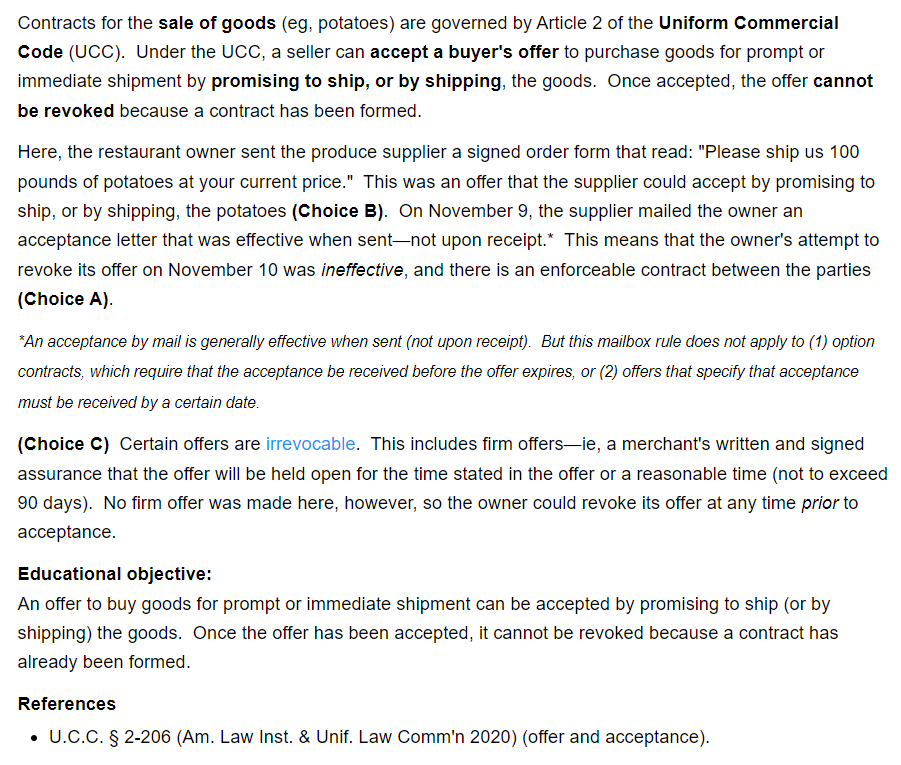 Contracts for the sale of goods (eg, potatoes) are governed by Article 2 of the Uniform Commercial
Code (UCC).  Under the UCC, a seller can accept a buyer's offer to purchase goods for prompt or
immediate shipment by promising to ship, or by shipping, the goods.  Once accepted, the offer cannot
be revoked because a contract has been formed.
Here, the restaurant owner sent the produce supplier a signed order form that read: "Please ship us 100
pounds of potatoes at your current price."  This was an offer that the supplier could accept by promising to
ship, or by shipping, the potatoes (Choice B).  On November 9, the supplier mailed the owner an
acceptance letter that was effective when sent—not upon receipt.*  This means that the owner's attempt to
revoke its offer on November 10 was ineffective, and there is an enforceable contract between the parties
(Choice A).
*An acceptance by mail is generally effective when sent (not upon receipt).  But this mailbox rule does not apply to (1) option
contracts, which require that the acceptance be received before the offer expires, or (2) offers that specify that acceptance
must be received by a certain date.
(Choice C)  Certain offers are irrevocable.  This includes firm offers—ie, a merchant's written and signed
assurance that the offer will be held open for the time stated in the offer or a reasonable time (not to exceed
90 days).  No firm offer was made here, however, so the owner could revoke its offer at any time prior to
acceptance.
Educational objective:
An offer to buy goods for prompt or immediate shipment can be accepted by promising to ship (or by
shipping) the goods.  Once the offer has been accepted, it cannot be revoked because a contract has
already been formed.
References
• U.C.C. § 2-206 (Am. Law Inst. & Unif. Law Comm'n 2020) (offer and acceptance).